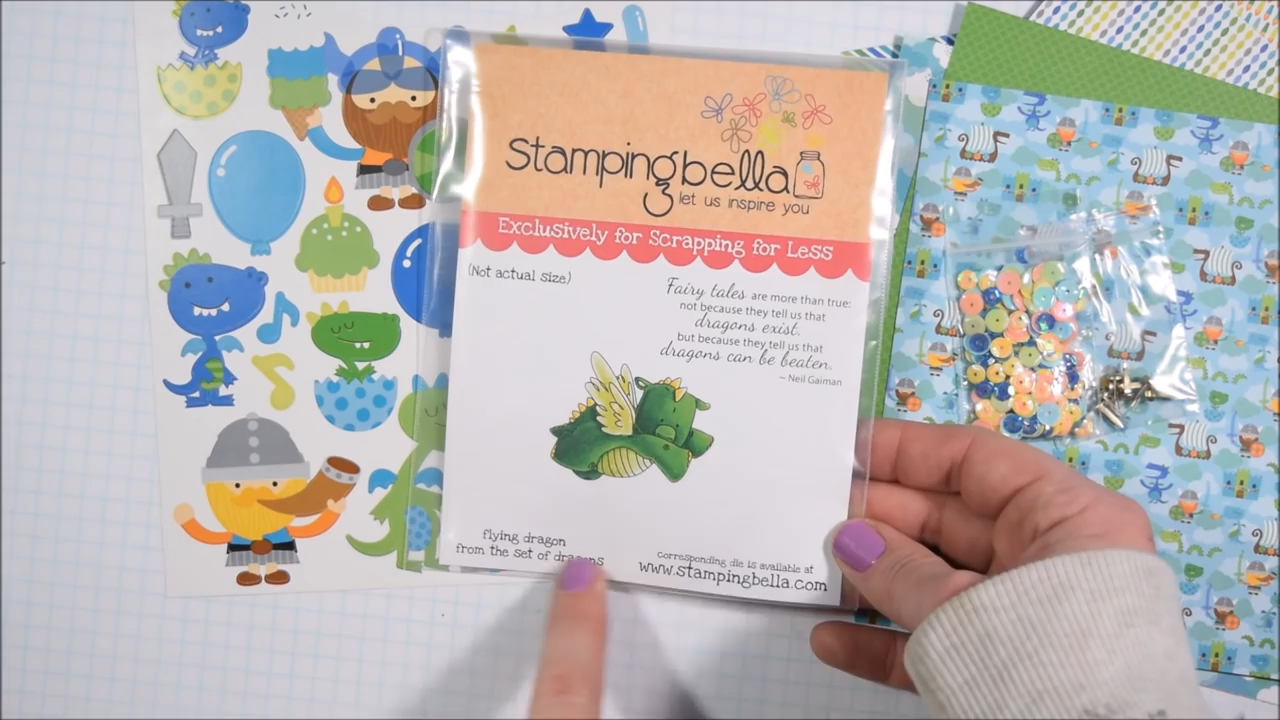 stampingbella
let us inspire you
Exclusively for Scrapping for Less
(Not actual size)
Fairy tales are more than true:
not because they tell us that
dragons exist,
but because they tell us that
dragons can be beaten.
~ Neil Gaiman
flying dragon
from the set of dragons
corresponding die is available at
www.stampingbella.com